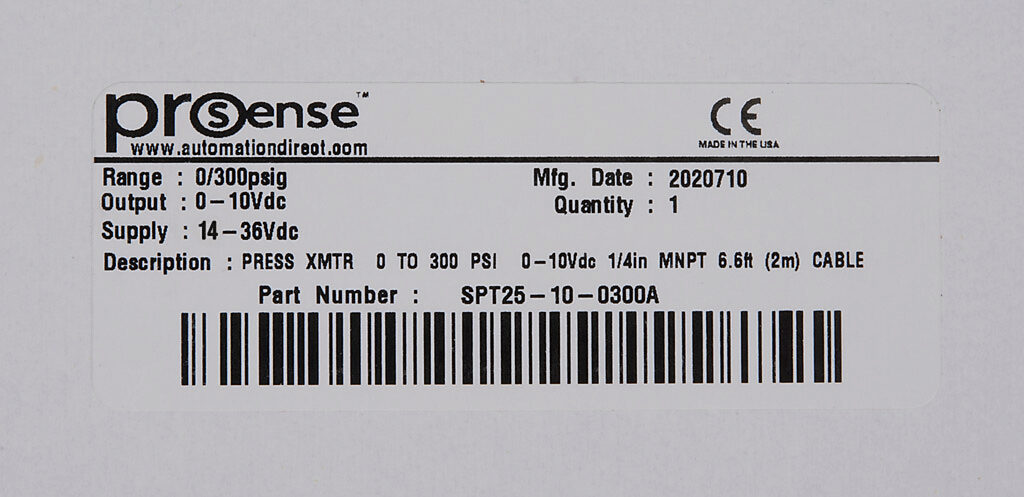 prosense™
CE
www.automationdirect.com
MADE IN THE USA
Range : 0/300psig
Mfg. Date : 2020710
Output : 0-10Vdc
Quantity : 1
Supply : 14-36Vdc
Description : PRESS XMTR 0 TO 300 PSI 0-10Vdc 1/4in MNPT 6.6ft (2m) CABLE
Part Number : SPT25-10-0300A